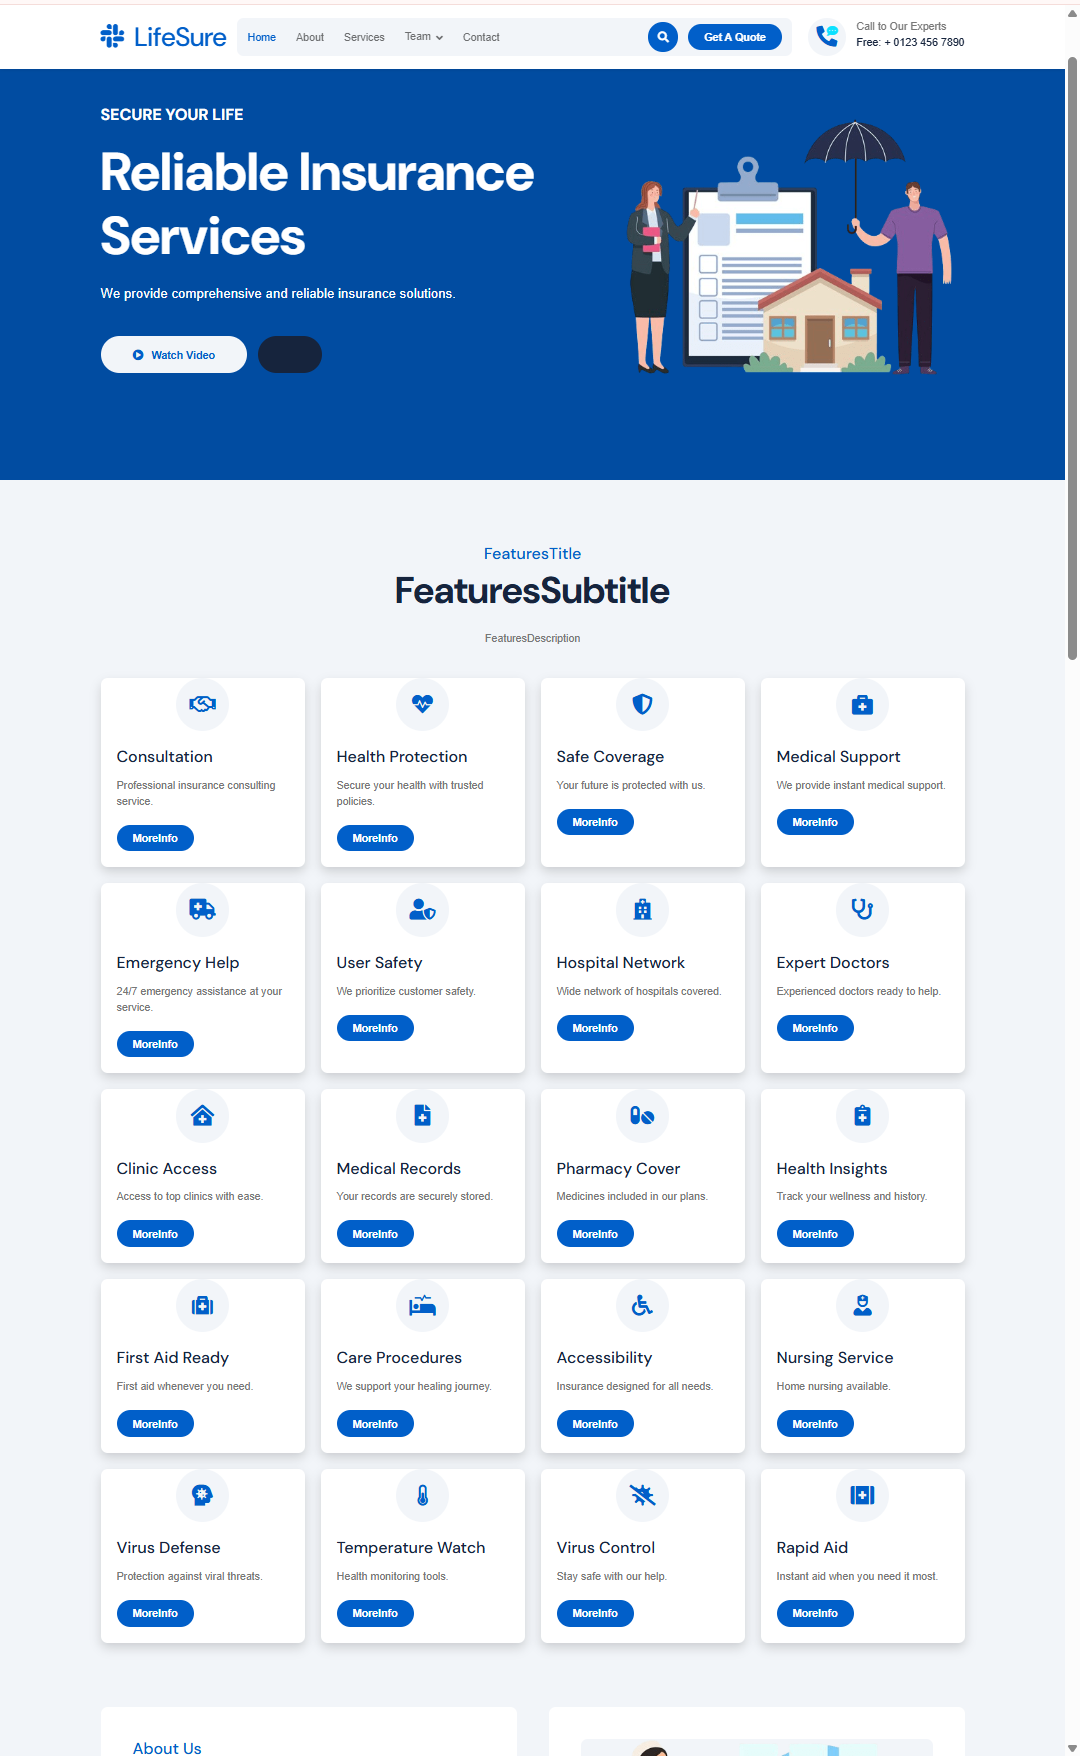 LifeSure
Home
About
Services
Team
Contact
Get A Quote
Call to Our Experts
Free: + 0123 456 7890
SECURE YOUR LIFE
Reliable Insurance
Services
We provide comprehensive and reliable insurance solutions.
Watch Video
FeaturesTitle
FeaturesSubtitle
FeaturesDescription
Consultation
Professional insurance consulting
service.
MoreInfo
Health Protection
Secure your health with trusted
policies.
MoreInfo
Safe Coverage
Your future is protected with us.
MoreInfo
Medical Support
We provide instant medical support.
MoreInfo
Emergency Help
24/7 emergency assistance at your
service.
MoreInfo
User Safety
We prioritize customer safety.
MoreInfo
Hospital Network
Wide network of hospitals covered.
MoreInfo
Expert Doctors
Experienced doctors ready to help.
MoreInfo
Clinic Access
Access to top clinics with ease.
MoreInfo
Medical Records
Your records are securely stored.
MoreInfo
Pharmacy Cover
Medicines included in our plans.
MoreInfo
Health Insights
Track your wellness and history.
MoreInfo
First Aid Ready
First aid whenever you need.
MoreInfo
Care Procedures
We support your healing journey.
MoreInfo
Accessibility
Insurance designed for all needs.
MoreInfo
Nursing Service
Home nursing available.
MoreInfo
Virus Defense
Protection against viral threats.
MoreInfo
Temperature Watch
Health monitoring tools.
MoreInfo
Virus Control
Stay safe with our help.
MoreInfo
Rapid Aid
Instant aid when you need it most.
MoreInfo
About Us